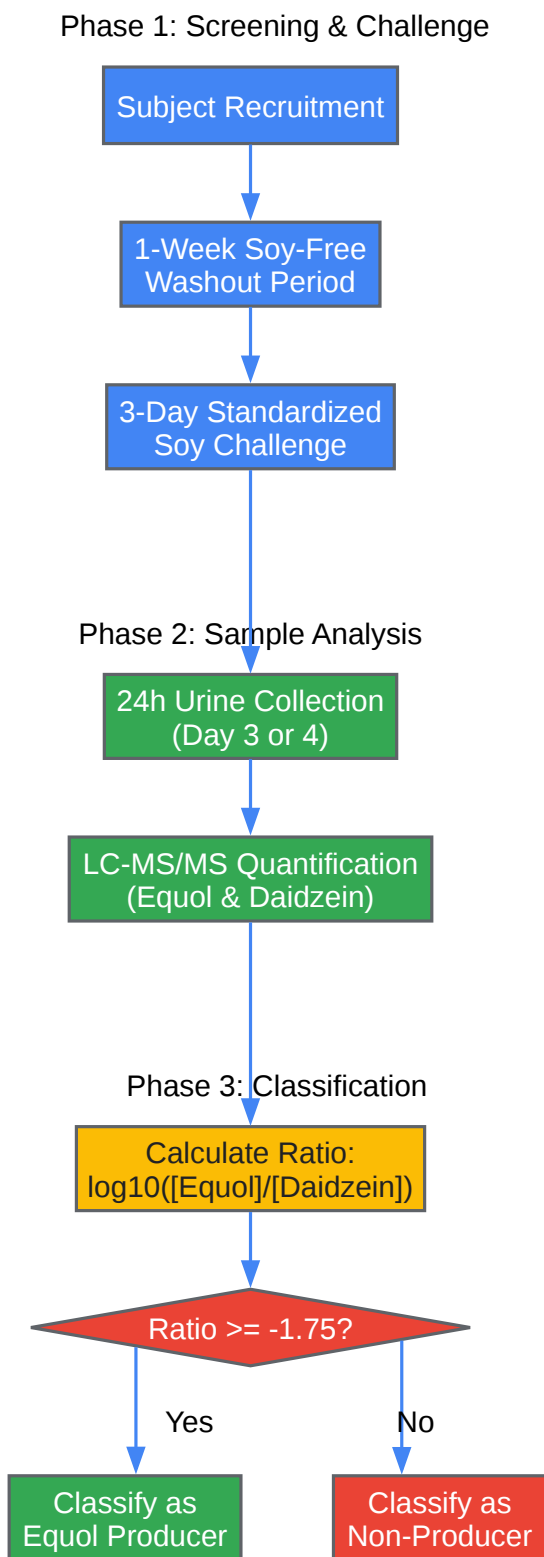 Phase 1: Screening & Challenge
Subject Recruitment
1-Week Soy-Free
Washout Period
3-Day Standardized
Soy Challenge
Phase 2: Sample Analysis
24h Urine Collection
(Day 3 or 4)
LC-MS/MS Quantification
(Equol & Daidzein)
Phase 3: Classification
Calculate Ratio:
log10([Equol]/[Daidzein])
Ratio >= -1.75?
Yes
No
Classify as
Equol Producer
Classify as
Non-Producer